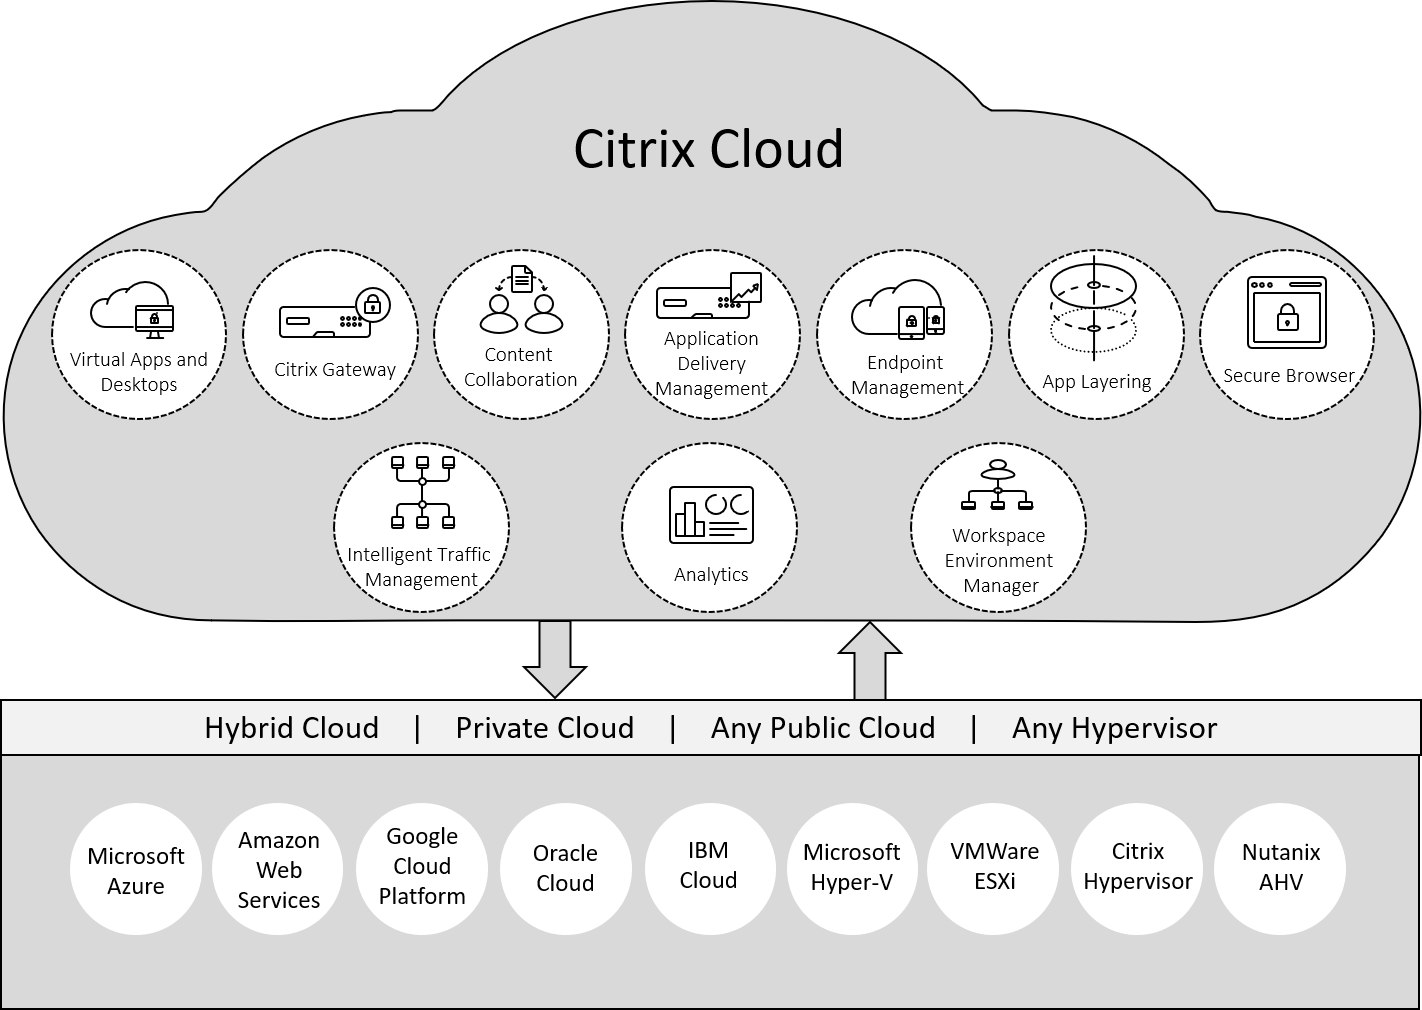 Citrix Cloud
Virtual Apps and
Desktops
Citrix Gateway
Content
Collaboration
Application
Delivery
Management
Endpoint
Management
App Layering
Secure Browser
Intelligent Traffic
Management
Analytics
Workspace
Environment
Manager
Hybrid Cloud | Private Cloud | Any Public Cloud | Any Hypervisor
Microsoft
Azure
Amazon
Web
Services
Google
Cloud
Platform
Oracle
Cloud
IBM
Cloud
Microsoft
Hyper-V
VMWare
ESXi
Citrix
Hypervisor
Nutanix
AHV